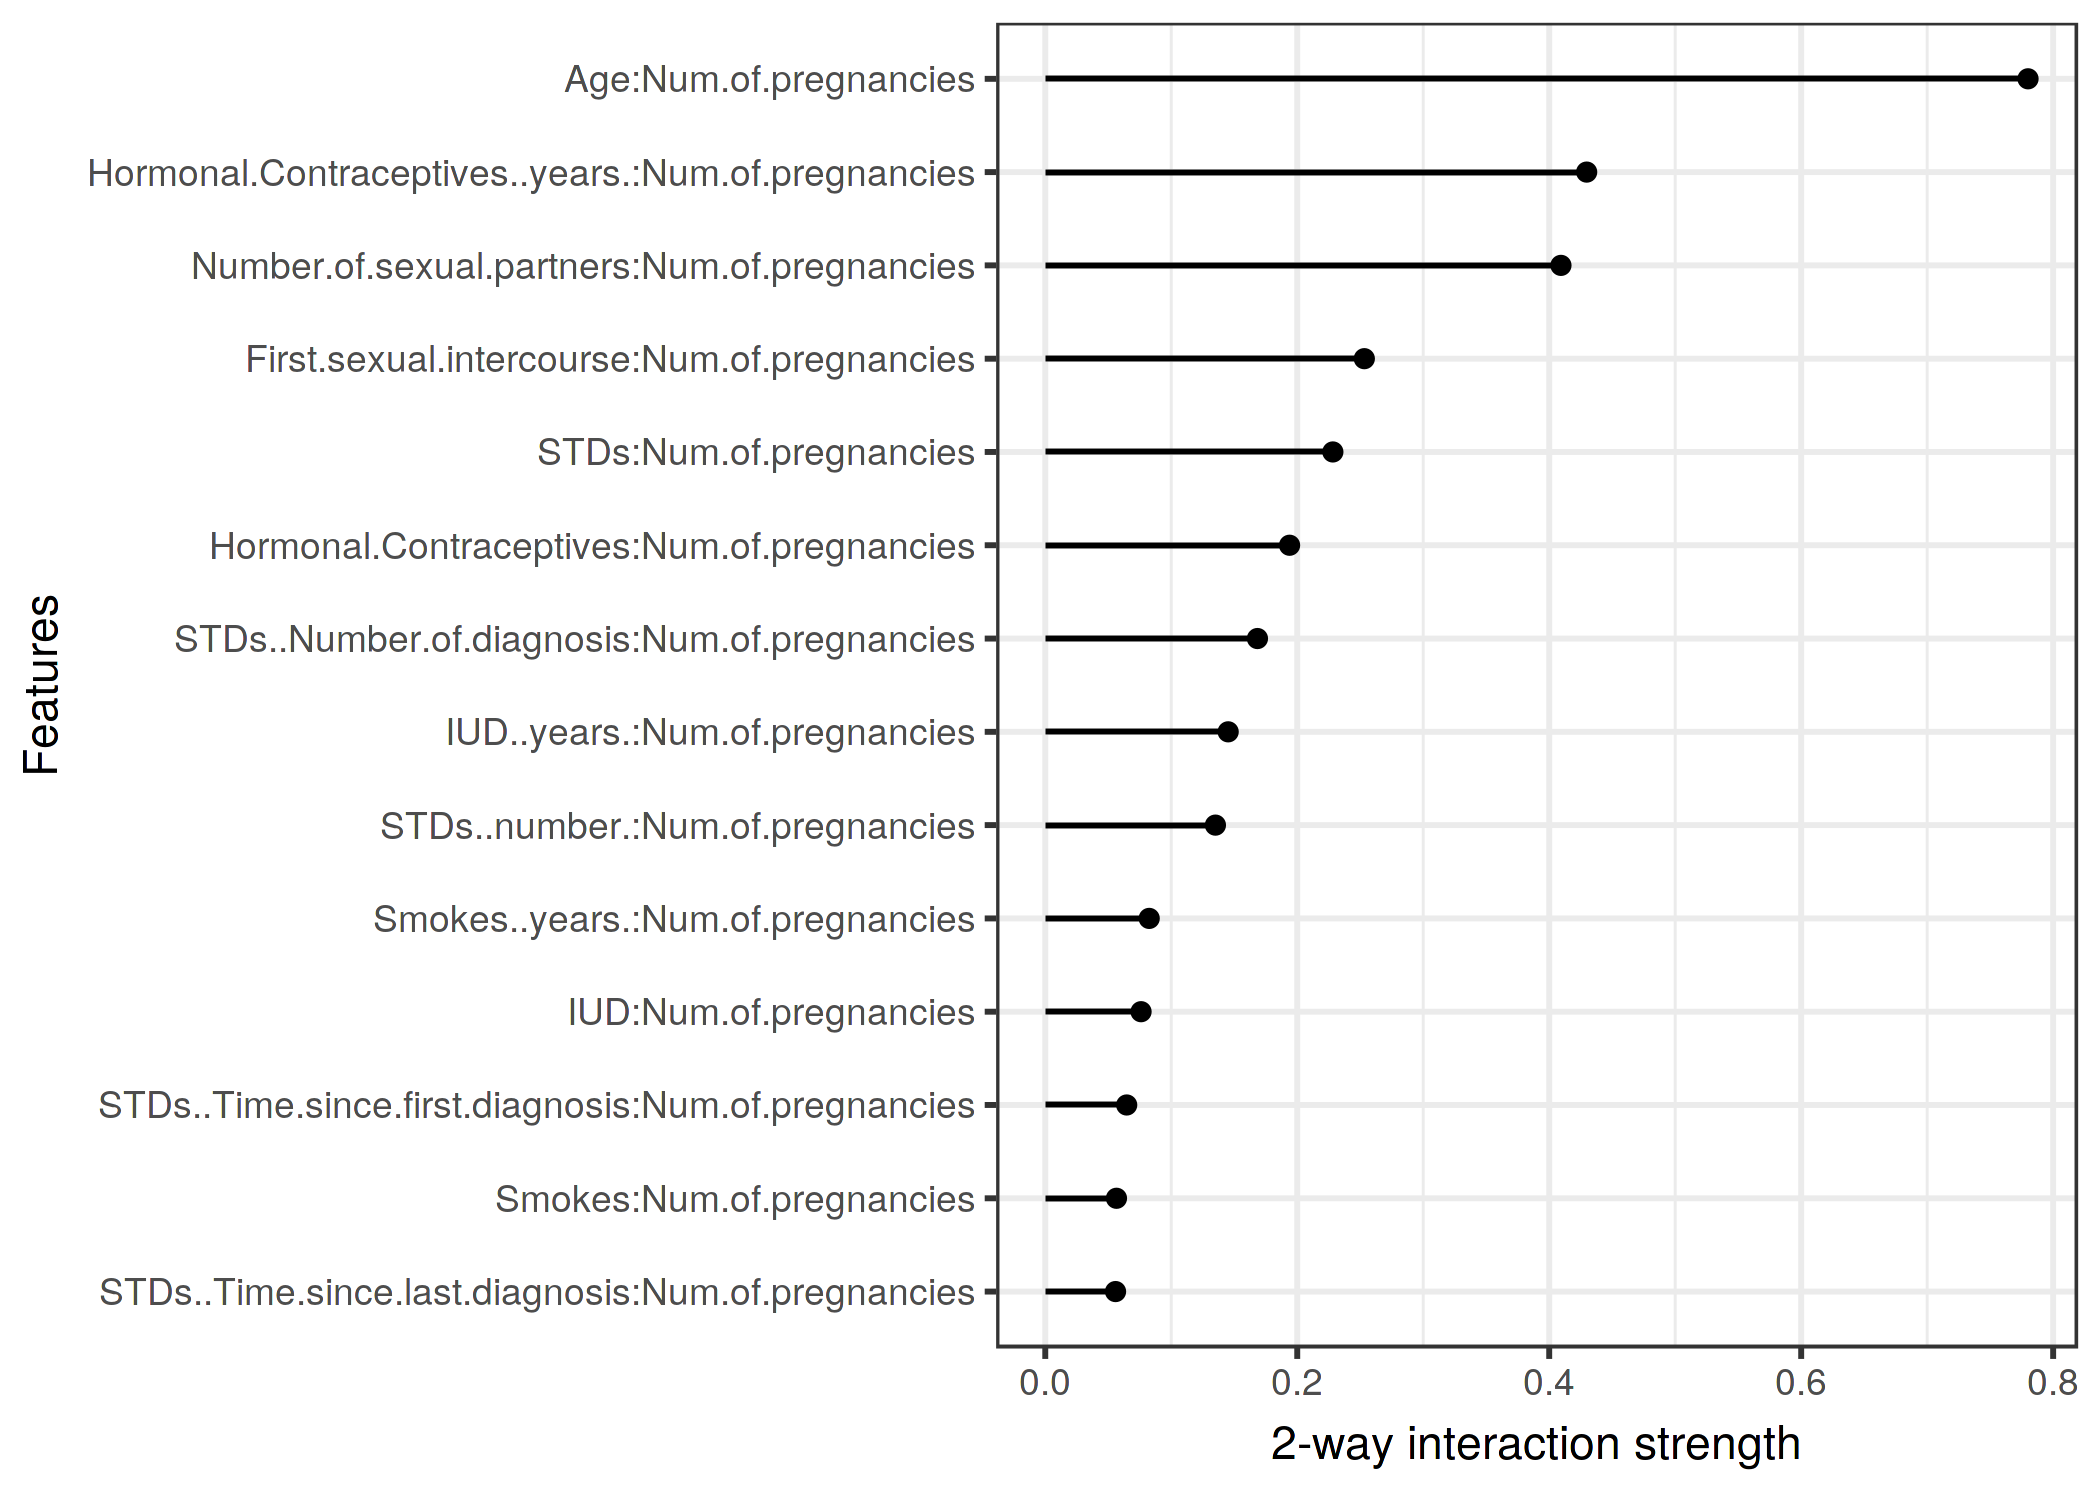 Age:Num.of.pregnancies
Hormonal.Contraceptives..years.:Num.of.pregnancies
Number.of.sexual.partners:Num.of.pregnancies
First.sexual.intercourse:Num.of.pregnancies
STDs:Num.of.pregnancies
Hormonal.Contraceptives:Num.of.pregnancies
STDs..Number.of.diagnosis:Num.of.pregnancies
IUD..years.:Num.of.pregnancies
STDs..number.:Num.of.pregnancies
Smokes..years.:Num.of.pregnancies
IUD:Num.of.pregnancies
STDs..Time.since.first.diagnosis:Num.of.pregnancies
Smokes:Num.of.pregnancies
STDs..Time.since.last.diagnosis:Num.of.pregnancies
Features
0.0 0.2 0.4 0.6 0.8
2-way interaction strength